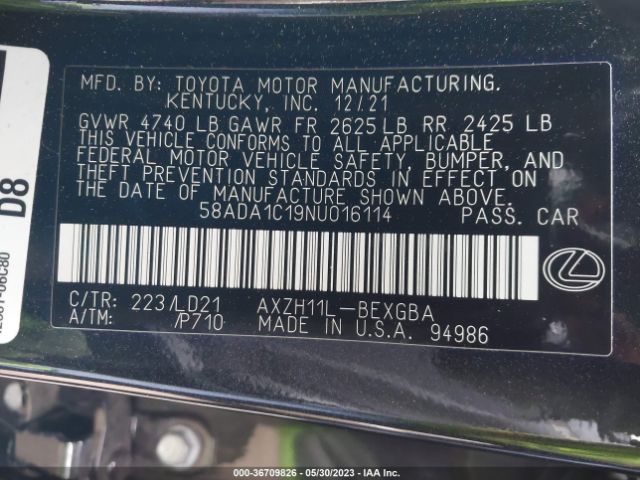 MFD. BY: TOYOTA MOTOR MANUFACTURING.
KENTUCKY, INC. 12/21
GVWR 4740 LB GAWR FR 2625 LB RR 2425 LB
THIS VEHICLE CONFORMS TO ALL APPLICABLE
FEDERAL MOTOR VEHICLE SAFETY, BUMPER, AND
THEFT PREVENTION STANDARDS IN EFFECT ON
THE DATE OF MANUFACTURE SHOWN ABOVE.
58ADA1C19NU016114 PASS. CAR
C/TR: 223/LD21 AXZH11L-BEXGBA
A/TM: /P710 MADE IN U.S.A. 94986
D8
000-36709826 - 05/30/2023 - IAA Inc.